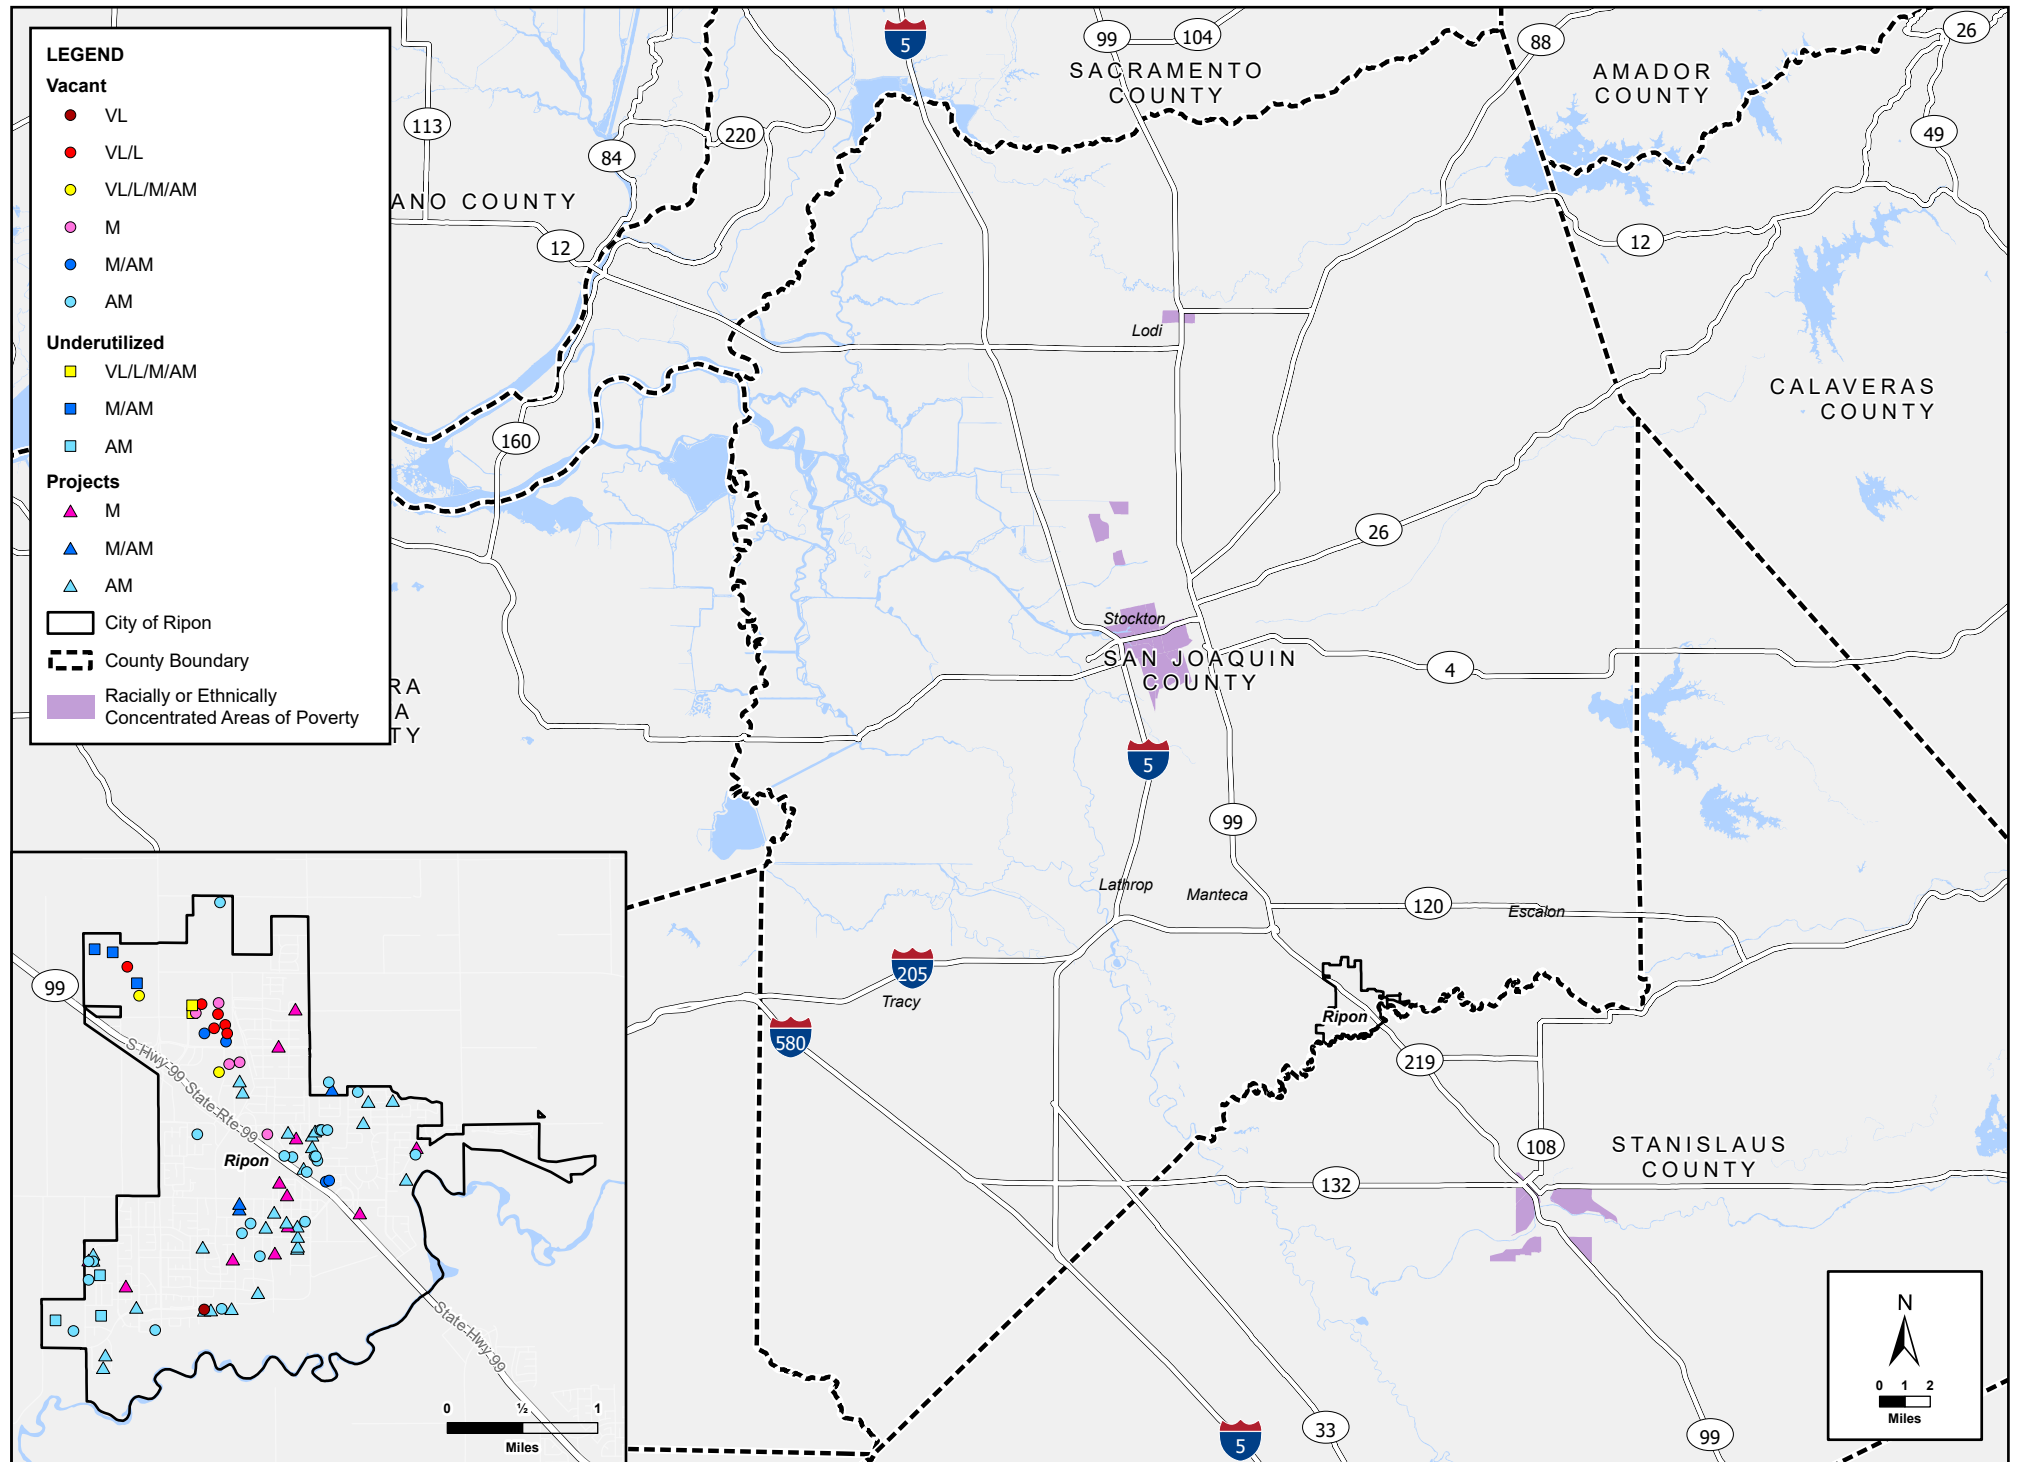 LEGEND
Vacant
VL
VL/L
VL/L/M/AM
M
M/AM
AM
Underutilized
VL/L/M/AM
M/AM
AM
Projects
M
M/AM
AM
City of Ripon
County Boundary
Racially or Ethnically
Concentrated Areas of Poverty
5
99
104
SACRAMENTO
COUNTY
88
AMADOR
COUNTY
26
113
84
220
49
ANO COUNTY
12
12
Lodi
CALAVERAS
COUNTY
160
26
Stockton
SAN JOAQUIN
COUNTY
4
RA
A
TY
5
99
Lathrop
Manteca
120
Escalon
205
Tracy
580
Ripon
219
108
STANISLAUS
COUNTY
132
33
5
99
99
S Hwy 99 State Rte 99
Ripon
State Hwy 99
0 ½ 1
Miles
N
0 1 2
Miles